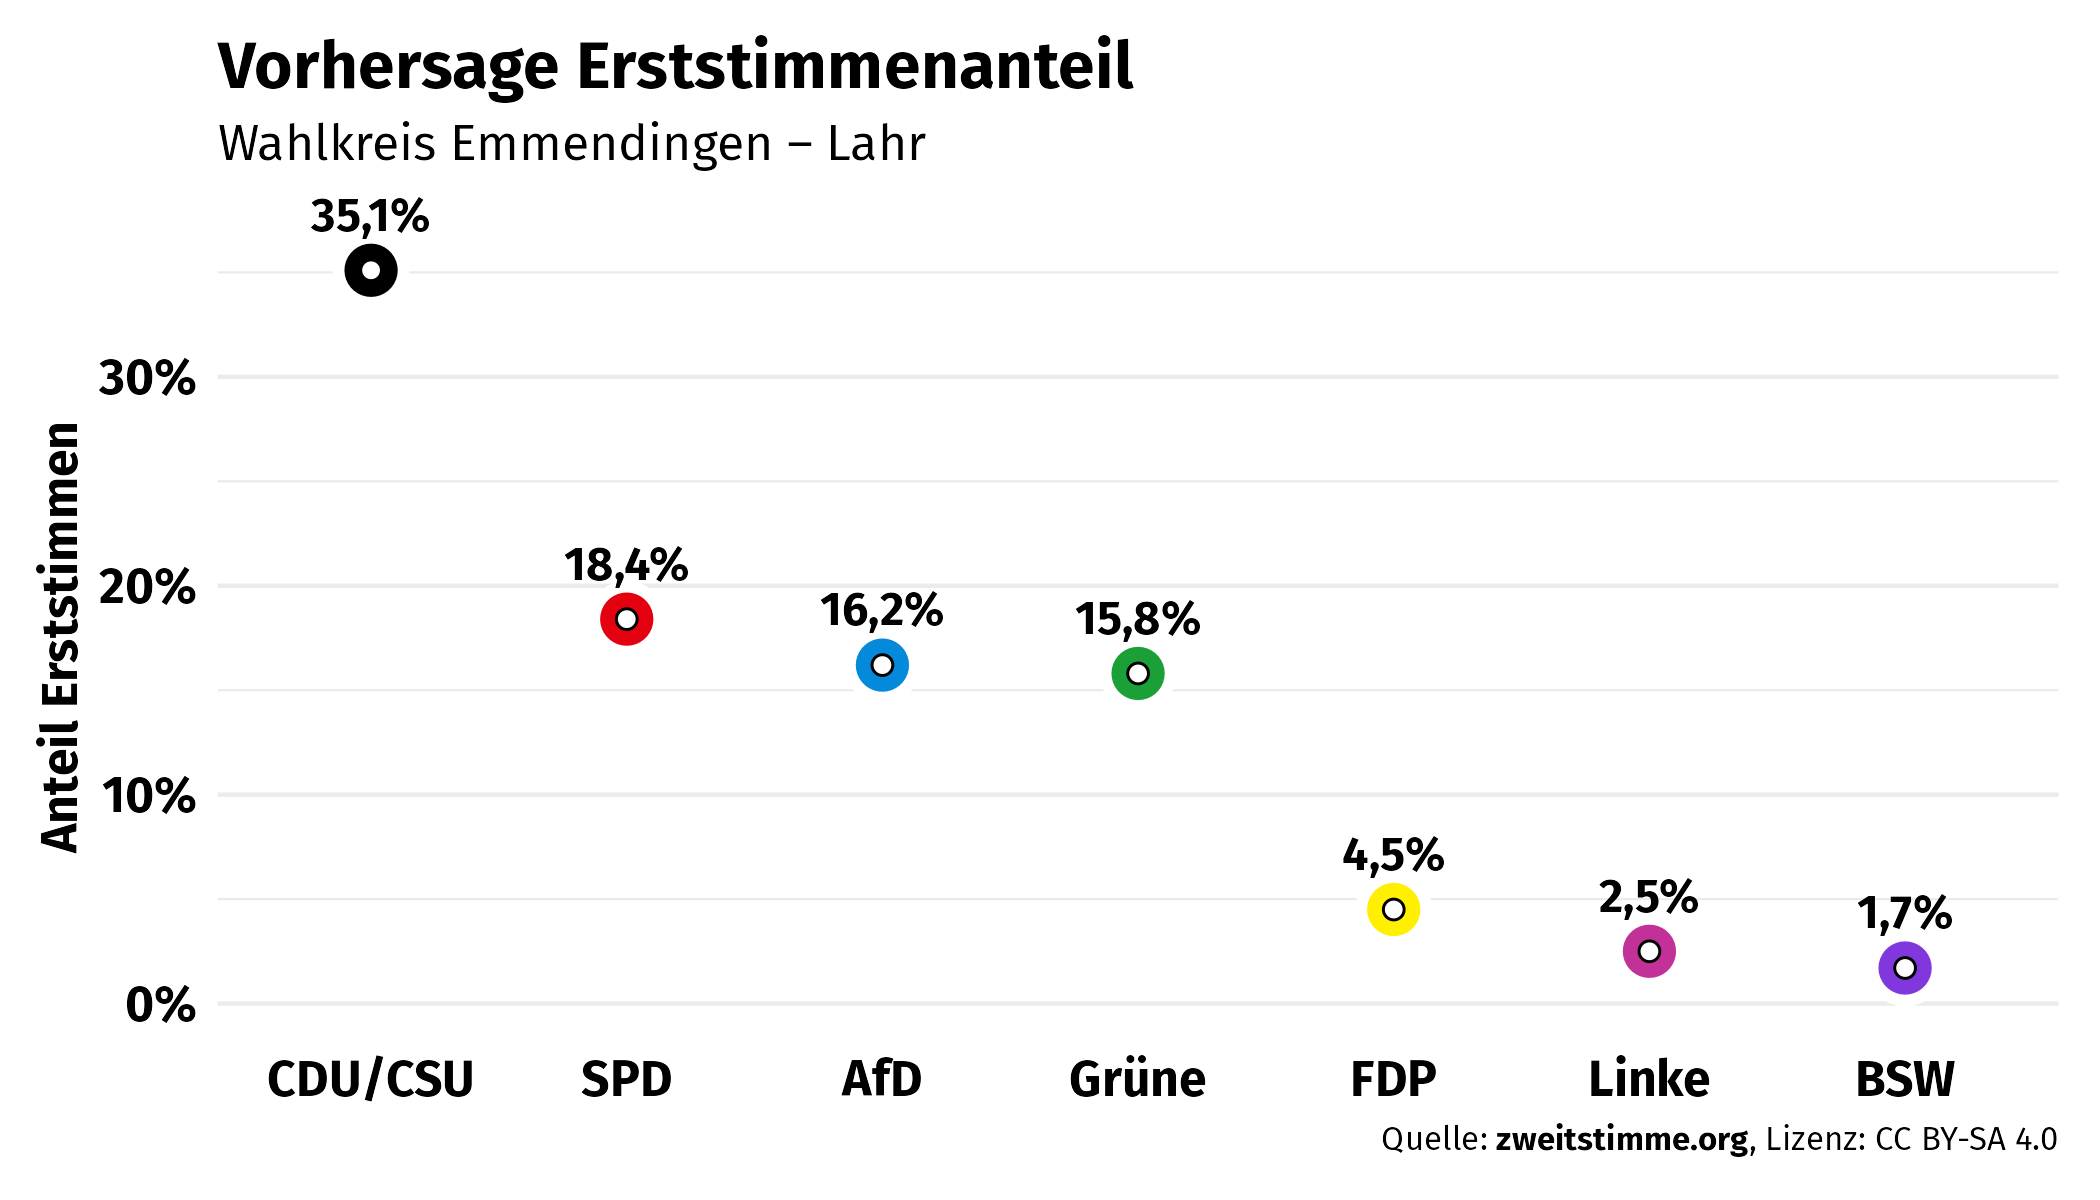 Vorhersage Erststimmenanteil
Wahlkreis Emmendingen – Lahr
35,1%
30%
18,4%
20%
16,2%
15,8%
10%
4,5%
2,5%
1,7%
0%
Anteil Erststimmen
CDU/CSU SPD AfD Grüne FDP Linke BSW
Quelle: zweitstimme.org, Lizenz: CC BY-SA 4.0